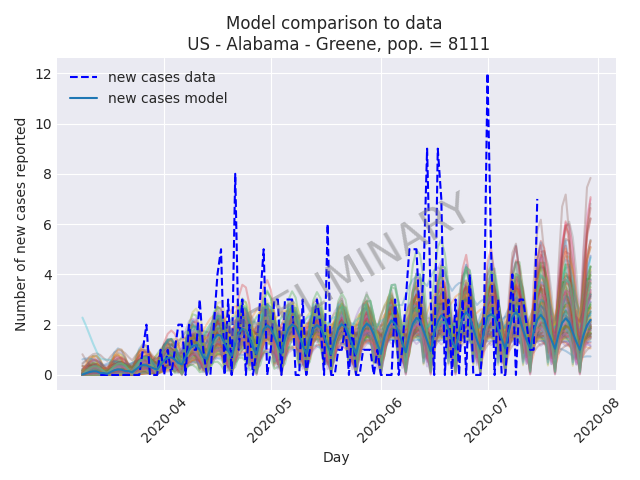 Model comparison to data
US - Alabama - Greene, pop. = 8111
new cases data
new cases model
Number of new cases reported
12
10
8
6
4
2
0
2020-04
2020-05
2020-06
2020-07
2020-08
Day